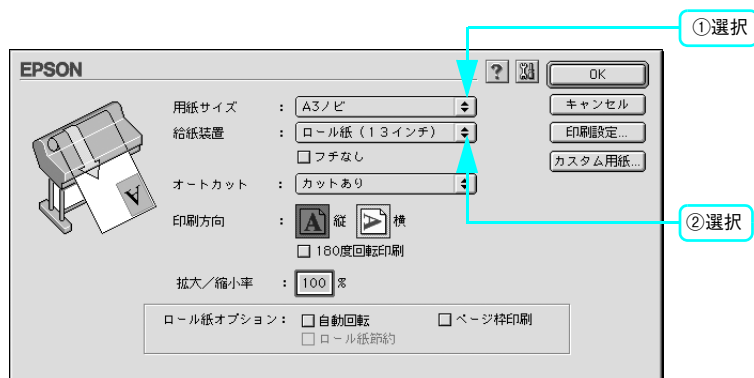 ①選択
EPSON
OK
用紙サイズ : A3ノビ
キャンセル
給紙装置 : ロール紙(13インチ)
印刷設定...
フチなし
カスタム用紙...
オートカット : カットあり
印刷方向 : 縦 横
②選択
180度回転印刷
拡大/縮小率 : 100 %
ロール紙オプション: 自動回転 ページ枠印刷
ロール紙節約